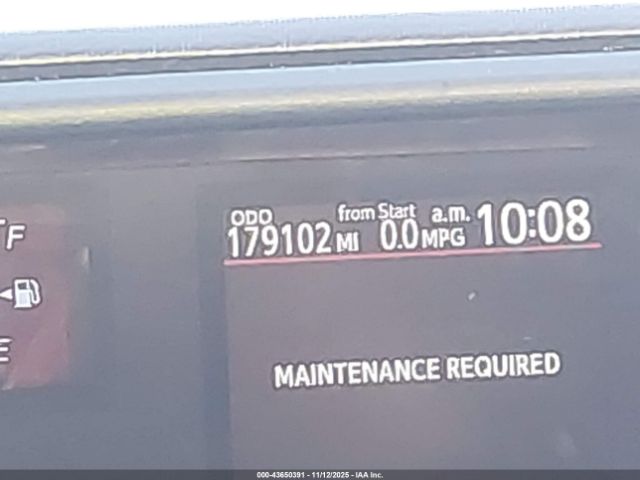 ODO from Start a.m. 10:08
179102 MI 0.0 MPG
F
E
MAINTENANCE REQUIRED
000-43650391 - 11/12/2025 - IAA Inc.